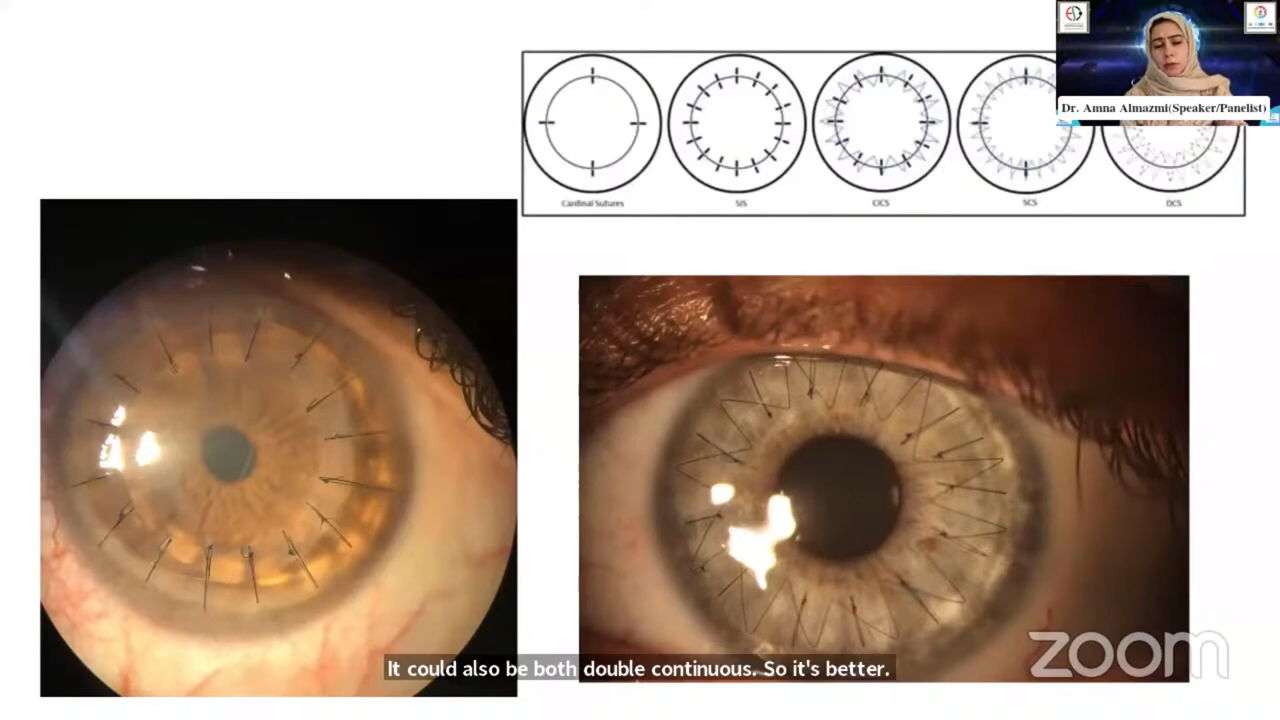 Dr. Amna Almazmi(Speaker/Panelist)
Cardinal Sutures
SIS
CICS
SCS
DCS
It could also be both double continuous. So it's better.
zoom